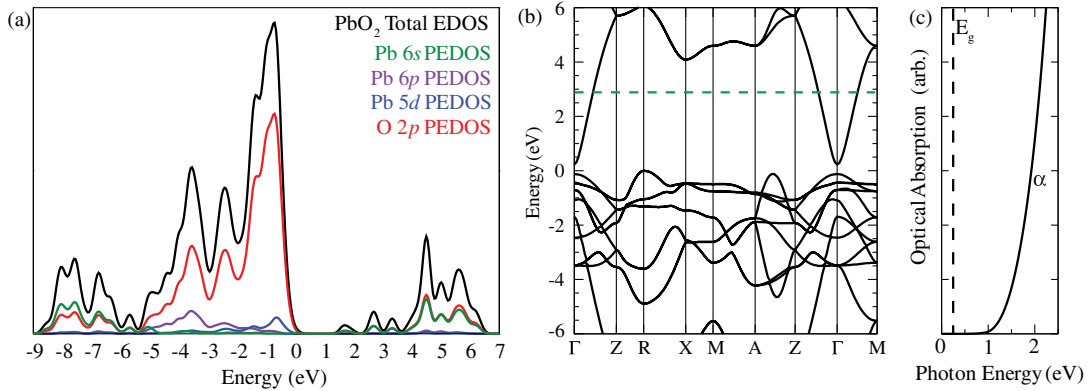 (a)
PbO₂ Total EDOS
Pb 6s PEDOS
Pb 6p PEDOS
Pb 5d PEDOS
O 2p PEDOS
-9 -8 -7 -6 -5 -4 -3 -2 -1 0 1 2 3 4 5 6 7
Energy (eV)
(b)
Energy (eV)
6
4
2
0
-2
-4
-6
Γ Z R X M A Z Γ M
(c)
E_g
α
Optical Absorption (arb.)
0 1 2
Photon Energy (eV)